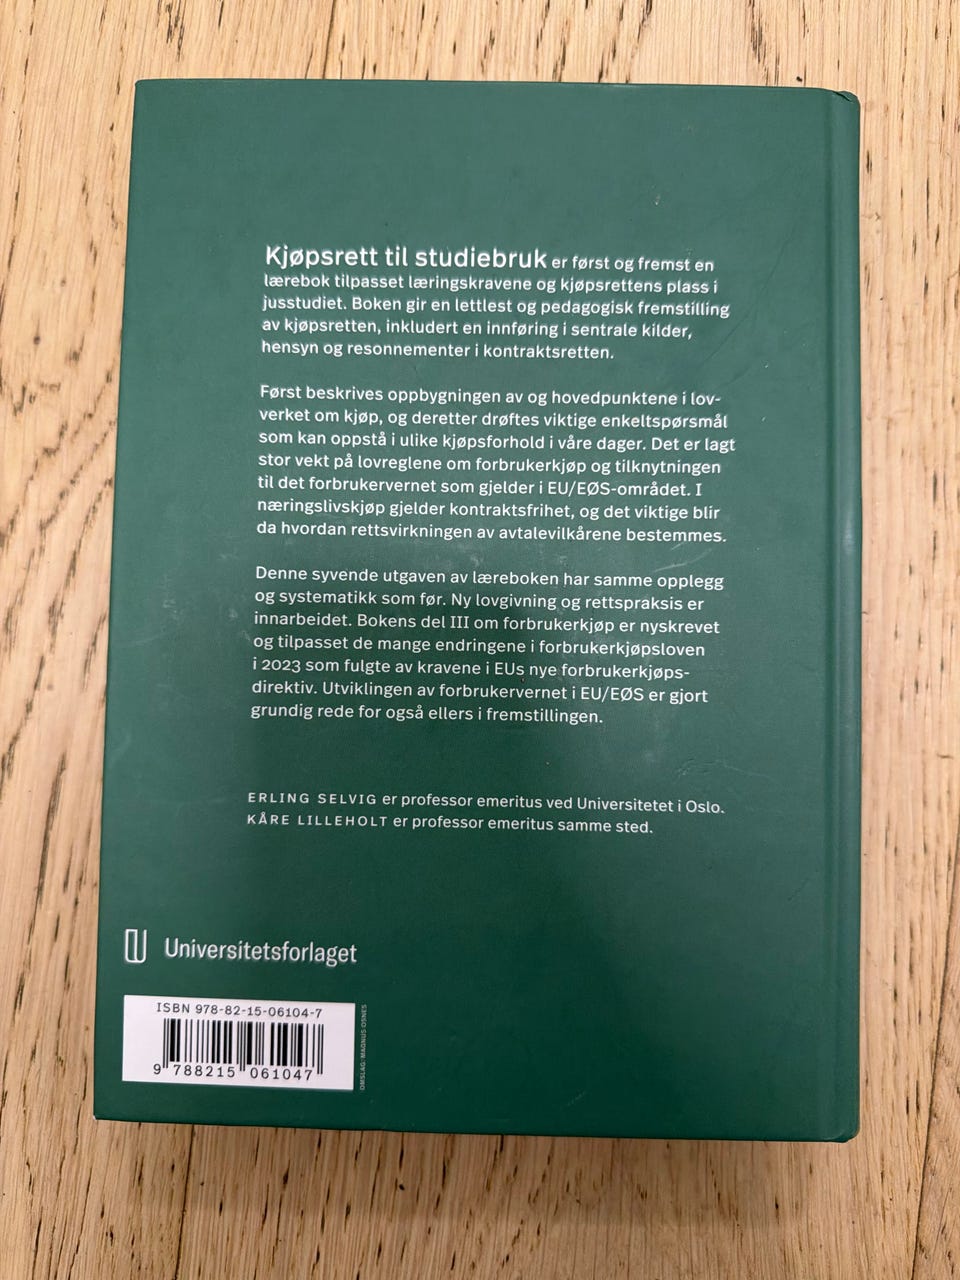 Kjøpsrett til studiebruk er først og fremst en
lærebok tilpasset læringskravene og kjøpsrettens plass i
jusstudiet. Boken gir en lettlest og pedagogisk fremstilling
av kjøpsretten, inkludert en innføring i sentrale kilder,
hensyn og resonnementer i kontraktsretten.
Først beskrives oppbygningen av og hovedpunktene i lov-
verket om kjøp, og deretter drøftes viktige enkeltspørsmål
som kan oppstå i ulike kjøpsforhold i våre dager. Det er lagt
stor vekt på lovreglene om forbrukerkjøp og tilknytningen
til det forbrukervernet som gjelder i EU/EØS-området. I
næringslivskjøp gjelder kontraktsfrihet, og det viktige blir
da hvordan rettsvirkningen av avtalevilkårene bestemmes.
Denne syvende utgaven av læreboken har samme opplegg
og systematikk som før. Ny lovgivning og rettspraksis er
innarbeidet. Bokens del III om forbrukerkjøp er nyskrevet
og tilpasset de mange endringene i forbrukerkjøpsloven
i 2023 som fulgte av kravene i EUs nye forbrukerkjøps-
direktiv. Utviklingen av forbrukervernet i EU/EØS er gjort
grundig rede for også ellers i fremstillingen.
ERLING SELVIG er professor emeritus ved Universitetet i Oslo.
KÅRE LILLEHOLT er professor emeritus samme sted.
Universitetsforlaget
ISBN 978-82-15-06104-7
9 788215 061047
OMSLAG: MAGNUS OSNES